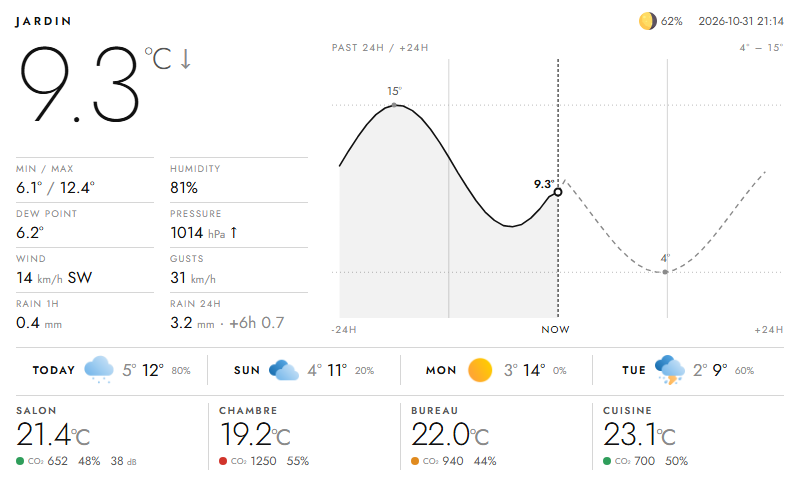 JARDIN
62% 2026-10-31 21:14
9.3°C ↓
PAST 24H / +24H 4° — 15°
15°
9.3°
4°
-24H NOW +24H
MIN / MAX HUMIDITY
6.1° / 12.4° 81%
DEW POINT PRESSURE
6.2° 1014 hPa ↑
WIND GUSTS
14 km/h SW 31 km/h
RAIN 1H RAIN 24H
0.4 mm 3.2 mm · +6h 0.7
TODAY 5° 12° 80% SUN 4° 11° 20% MON 3° 14° 0% TUE 2° 9° 60%
SALON CHAMBRE BUREAU CUISINE
21.4°C 19.2°C 22.0°C 23.1°C
CO₂ 652 48% 38 dB CO₂ 1250 55% CO₂ 940 44% CO₂ 700 50%